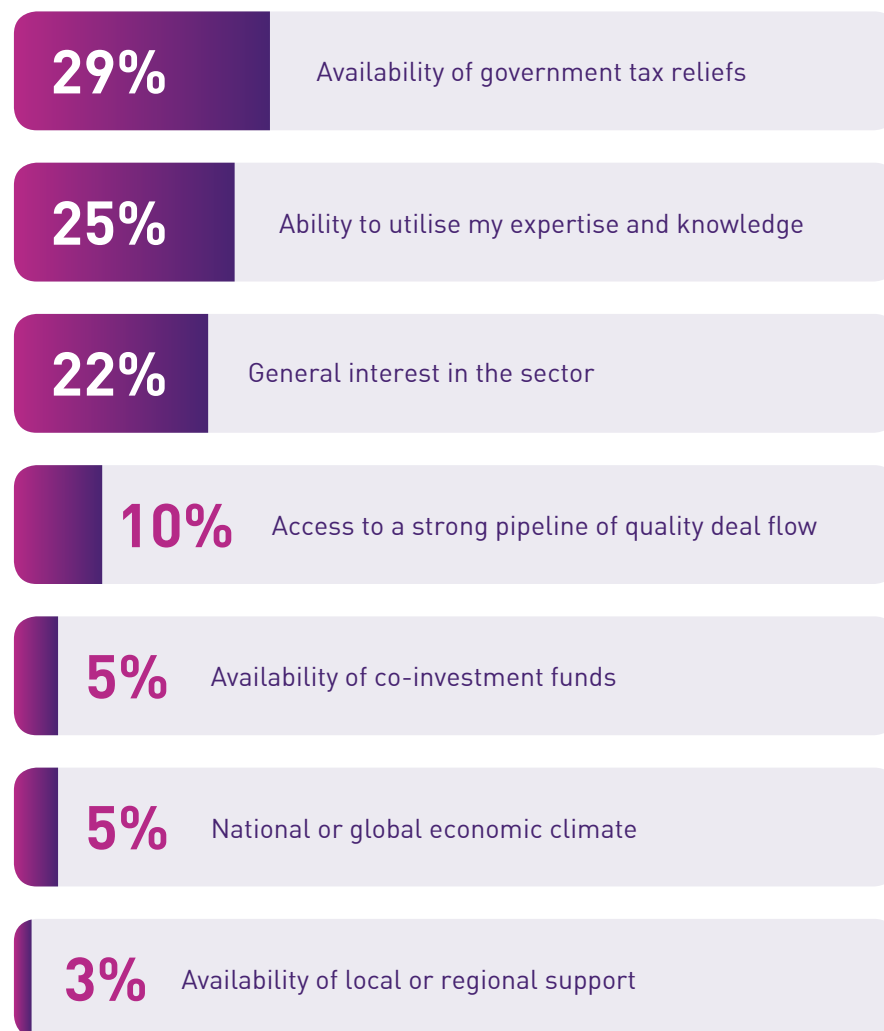 29% Availability of government tax reliefs
25% Ability to utilise my expertise and knowledge
22% General interest in the sector
10% Access to a strong pipeline of quality deal flow
5% Availability of co-investment funds
5% National or global economic climate
3% Availability of local or regional support